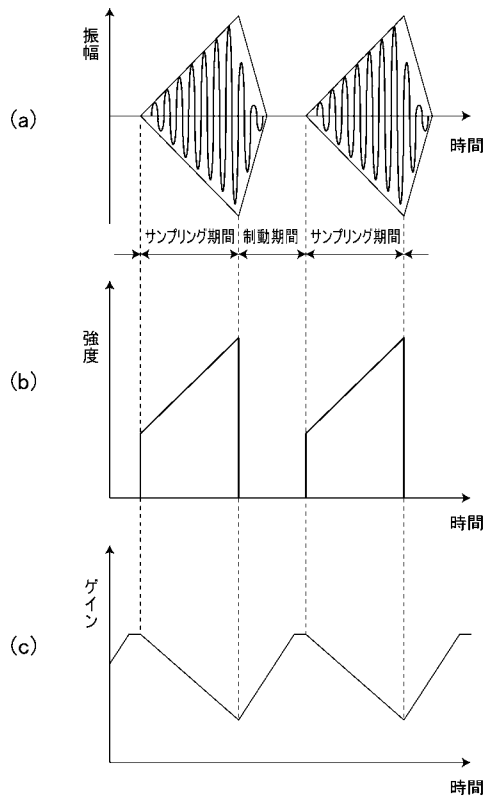 振幅
(a)
時間
サンプリング期間 制動期間 サンプリング期間
強度
(b)
時間
ゲイン
(c)
時間